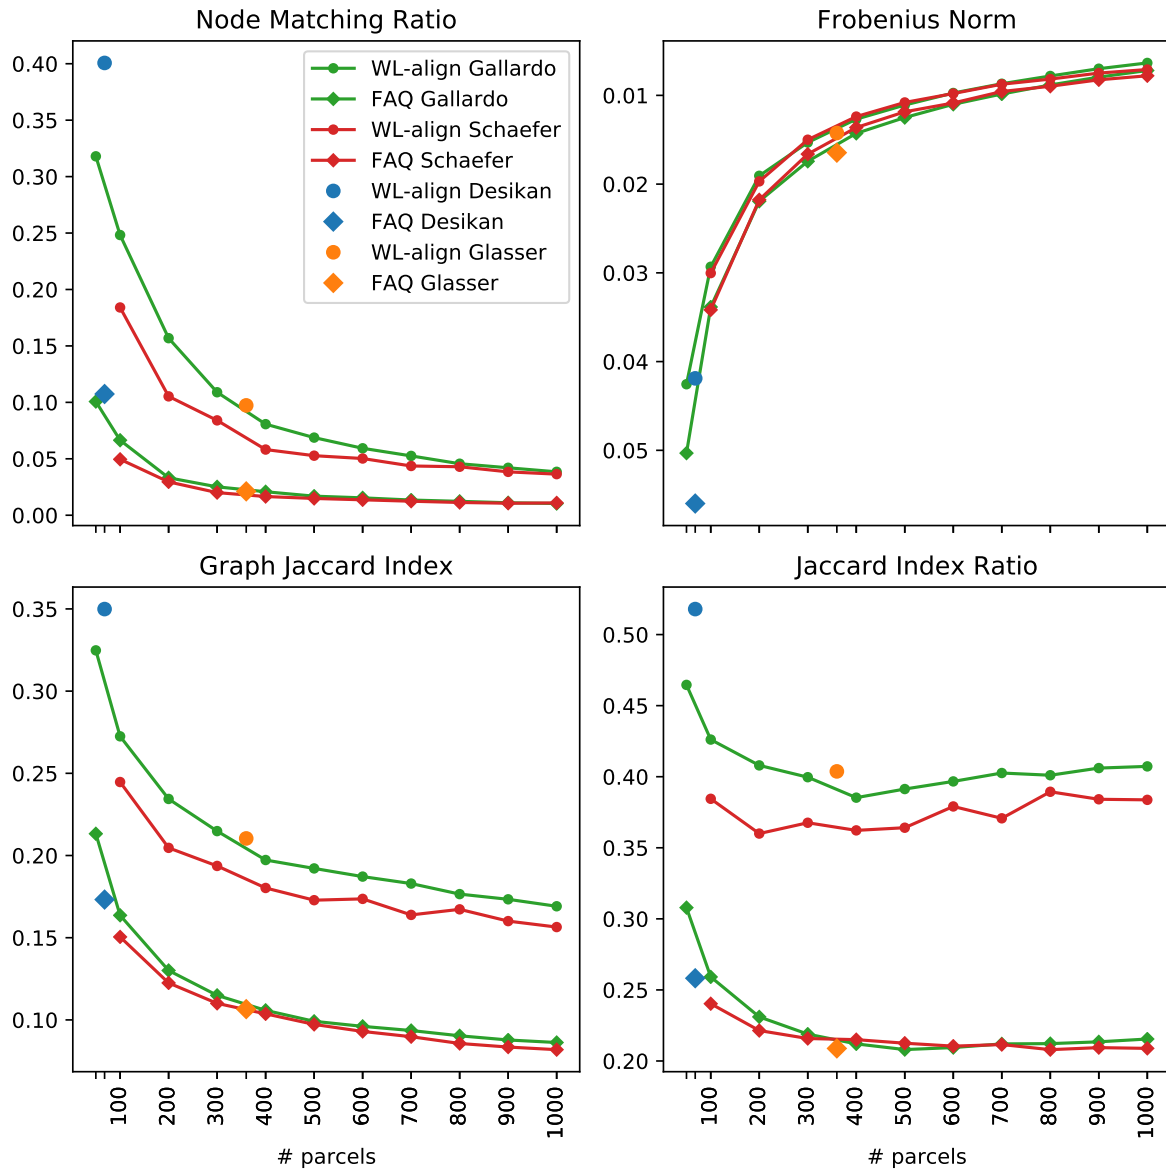 Node Matching Ratio
0.40
0.35
0.30
0.25
0.20
0.15
0.10
0.05
0.00
WL-align Gallardo
FAQ Gallardo
WL-align Schaefer
FAQ Schaefer
WL-align Desikan
FAQ Desikan
WL-align Glasser
FAQ Glasser
Frobenius Norm
0.01
0.02
0.03
0.04
0.05
Graph Jaccard Index
0.35
0.30
0.25
0.20
0.15
0.10
100 200 300 400 500 600 700 800 900 1000
# parcels
Jaccard Index Ratio
0.50
0.45
0.40
0.35
0.30
0.25
0.20
100 200 300 400 500 600 700 800 900 1000
# parcels